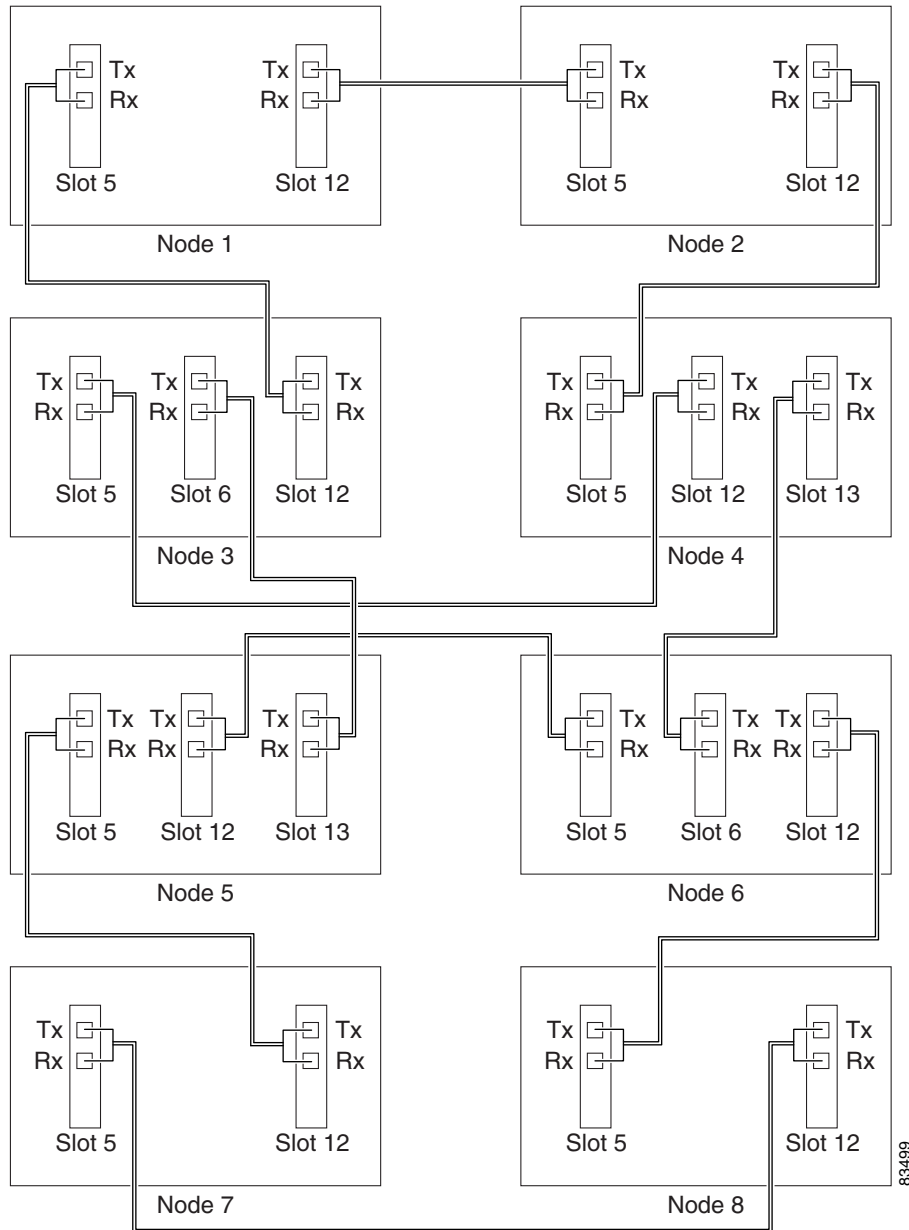 Tx Tx Tx Tx
Rx Rx Rx Rx
Slot 5 Slot 12 Slot 5 Slot 12
Node 1 Node 2
Tx Tx Tx Tx Tx Tx
Rx Rx Rx Rx Rx Rx
Slot 5 Slot 6 Slot 12 Slot 5 Slot 12 Slot 13
Node 3 Node 4
Tx Tx Tx Tx Tx Tx
Rx Rx Rx Rx Rx Rx
Slot 5 Slot 12 Slot 13 Slot 5 Slot 6 Slot 12
Node 5 Node 6
Tx Tx Tx Tx
Rx Rx Rx Rx
Slot 5 Slot 12 Slot 5 Slot 12
Node 7 Node 8
83499